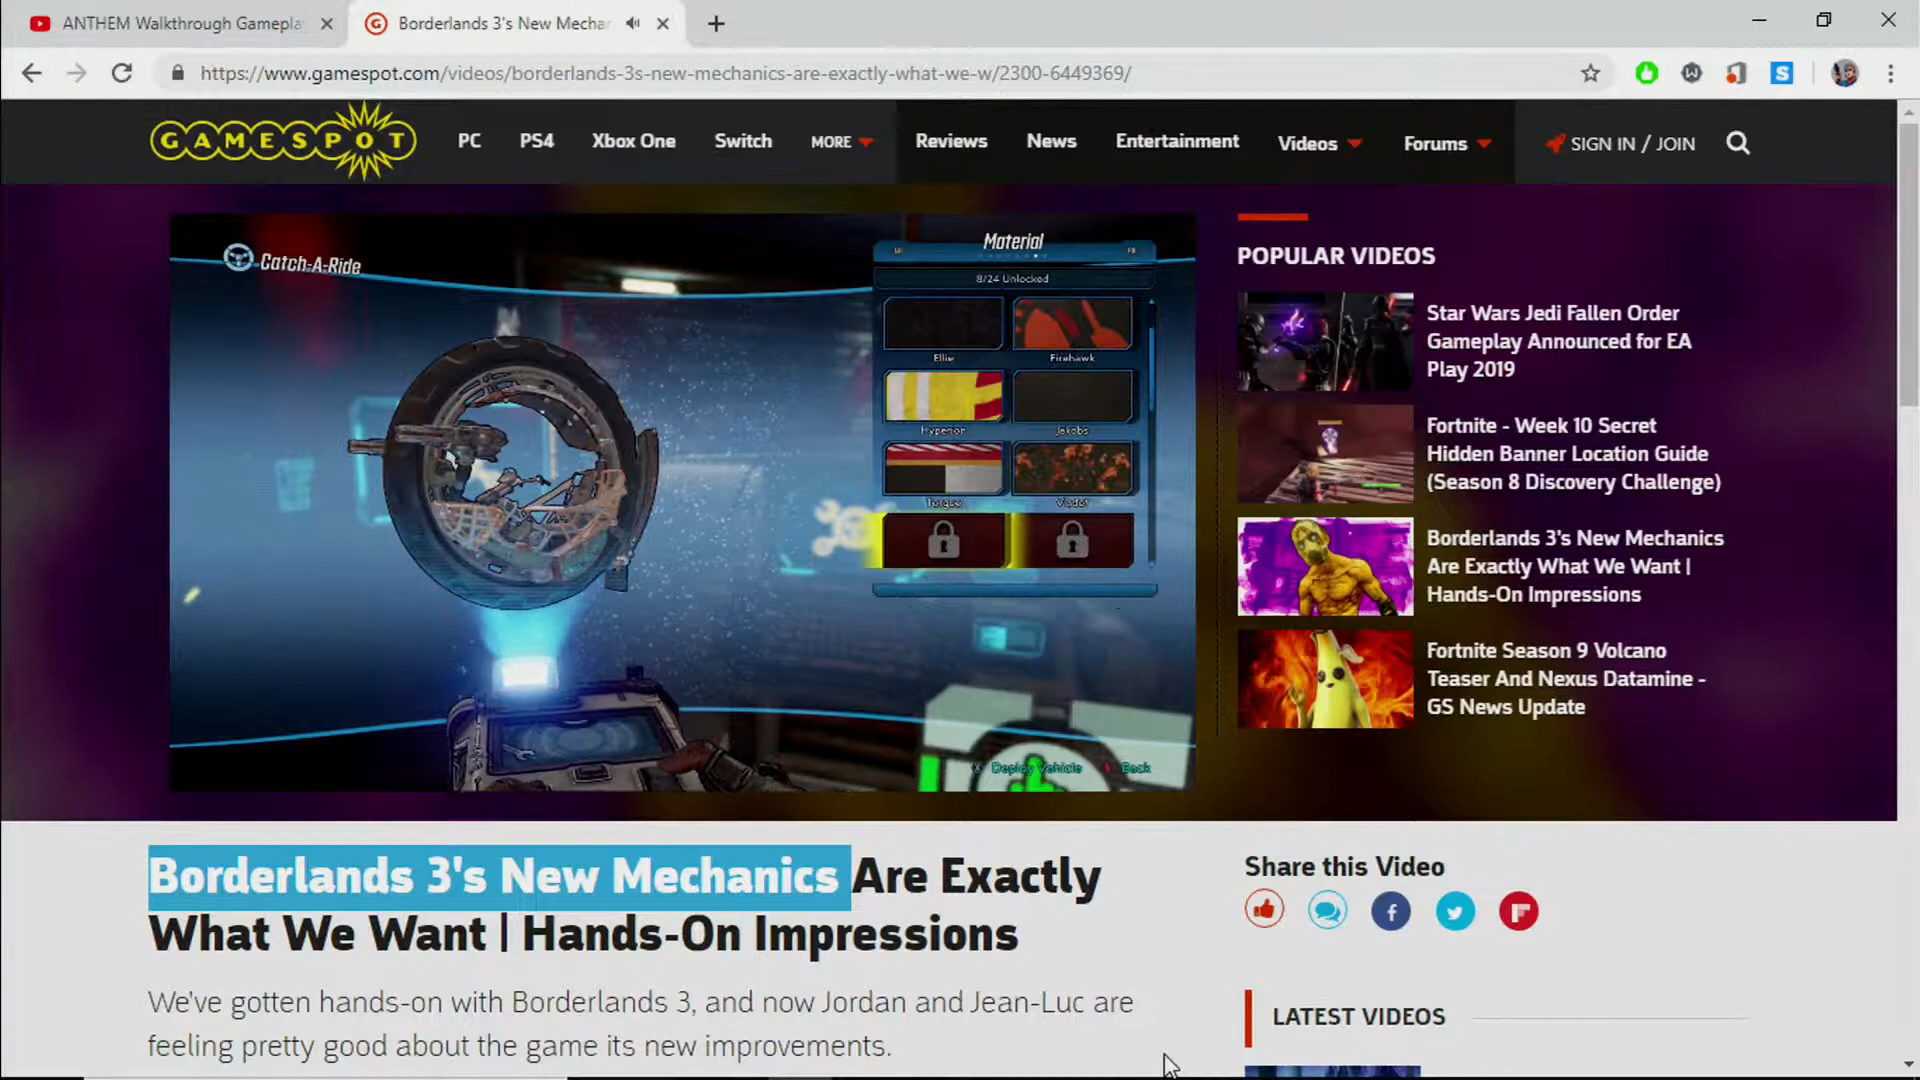 ANTHEM Walkthrough Gamepla
Borderlands 3's New Mechar
https://www.gamespot.com/videos/borderlands-3s-new-mechanics-are-exactly-what-we-w/2300-6449369/
GAMESPOT
PC
PS4
Xbox One
Switch
MORE
Reviews
News
Entertainment
Videos
Forums
SIGN IN / JOIN
Catch-A-Ride
Material
8/24 Unlocked
Ellie
Firehawk
Hyperion
Jakobs
Torgue
Vladof
Deploy Vehicle
Back
POPULAR VIDEOS
Star Wars Jedi Fallen Order
Gameplay Announced for EA
Play 2019
Fortnite - Week 10 Secret
Hidden Banner Location Guide
(Season 8 Discovery Challenge)
Borderlands 3's New Mechanics
Are Exactly What We Want |
Hands-On Impressions
Fortnite Season 9 Volcano
Teaser And Nexus Datamine -
GS News Update
Borderlands 3's New Mechanics Are Exactly
What We Want | Hands-On Impressions
We've gotten hands-on with Borderlands 3, and now Jordan and Jean-Luc are
feeling pretty good about the game its new improvements.
Share this Video
LATEST VIDEOS